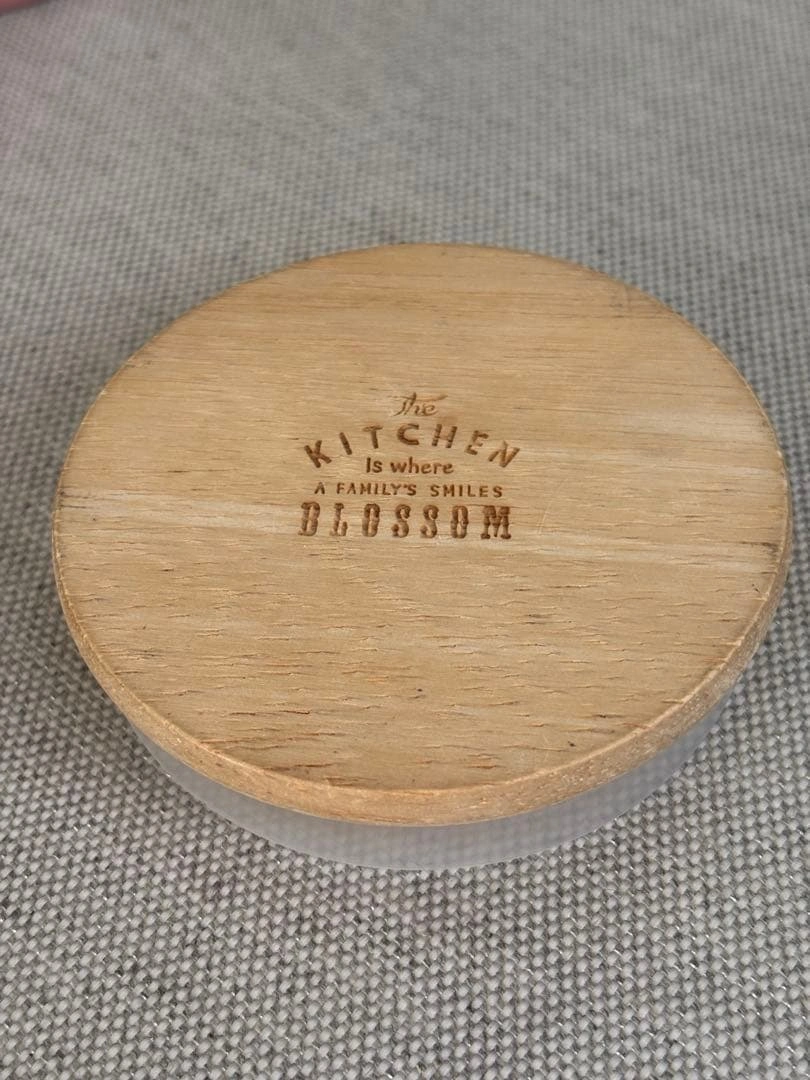 The
KITCHEN
Is where
A FAMILY'S SMILES
BLOSSOM